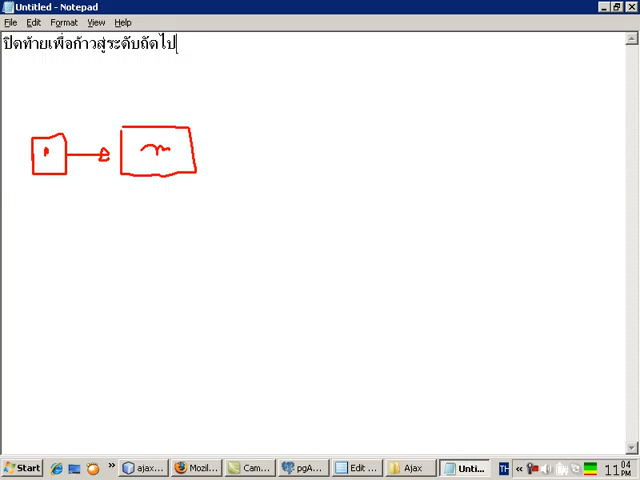 Untitled - Notepad
File Edit Format View Help
ปิดท้ายเพื่อก้าวสู่ระดับถัดไป
Start » ajax... Mozil... Cam... pgA... Edit ... Ajax Unti... TH « 11:04 PM